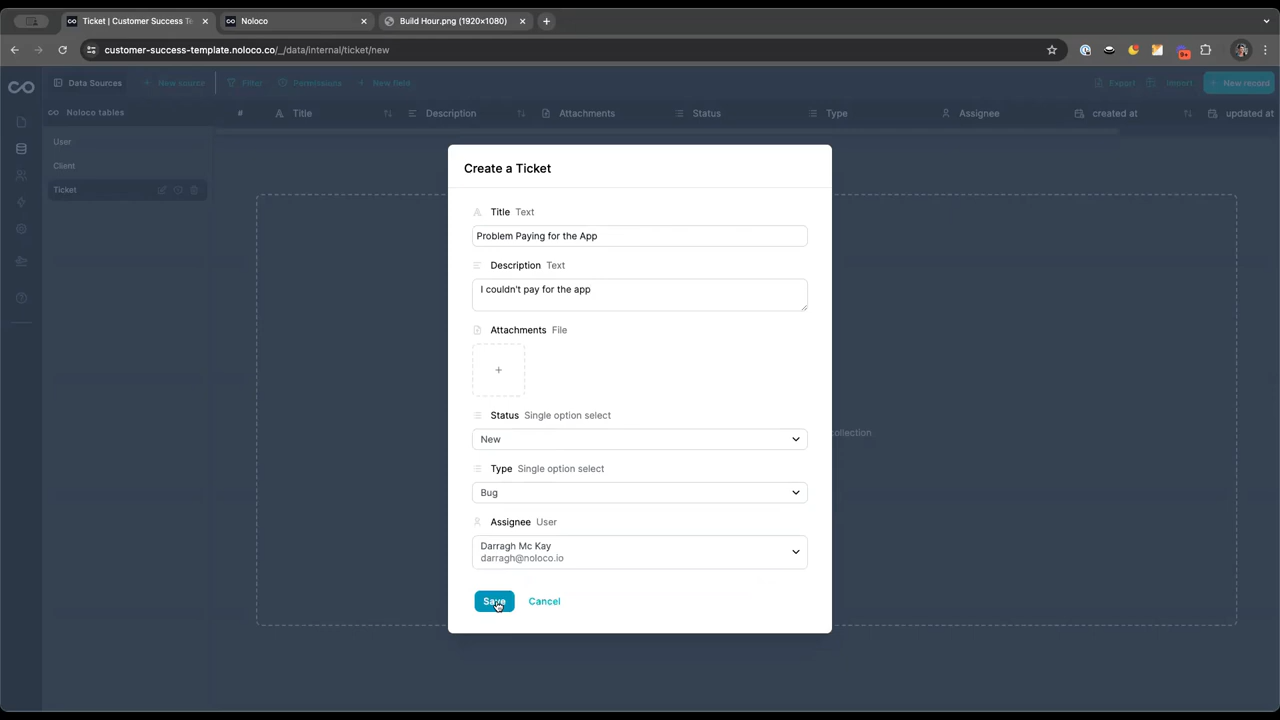 Ticket | Customer Success Te
Noloco
Build Hour.png (1920×1080)
customer-success-template.noloco.co/_/data/internal/ticket/new
9+
Data Sources
New source
Filter
Permissions
New field
Export
Import
New record
Noloco tables
#
Title
Description
Attachments
Status
Type
Assignee
created at
updated at
User
Client
Ticket
Create a Ticket
Title Text
Problem Paying for the App
Description Text
I couldn't pay for the app
Attachments File
+
Status Single option select
New
collection
Type Single option select
Bug
Assignee User
Darragh Mc Kay
darragh@noloco.io
Save
Cancel